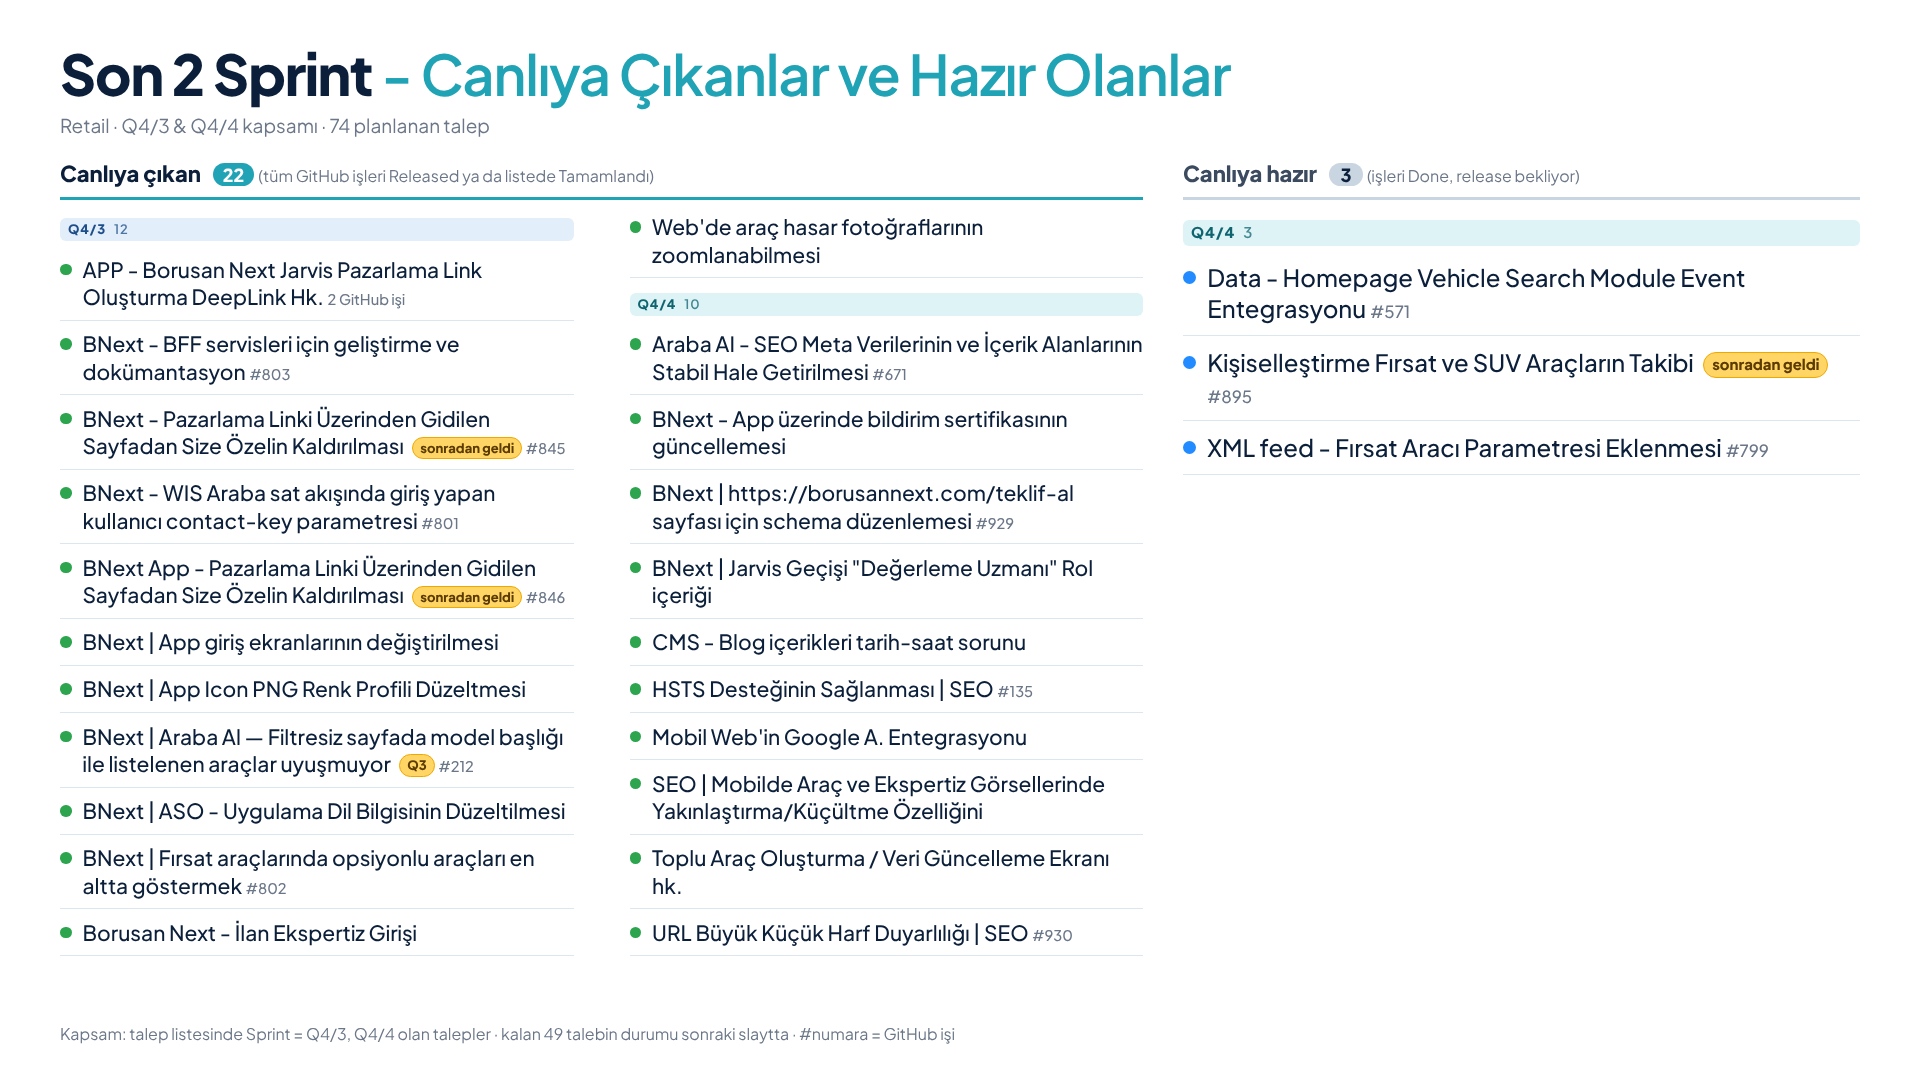 Son 2 Sprint - Canlıya Çıkanlar ve Hazır Olanlar
Retail · Q4/3 & Q4/4 kapsamı · 74 planlanan talep
Canlıya çıkan 22 (tüm GitHub işleri Released ya da listede Tamamlandı)
Q4/3 12
APP - Borusan Next Jarvis Pazarlama Link
Oluşturma DeepLink Hk. 2 GitHub işi
BNext - BFF servisleri için geliştirme ve
dokümantasyon #803
BNext - Pazarlama Linki Üzerinden Gidilen
Sayfadan Size Özelin Kaldırılması sonradan geldi #845
BNext - WIS Araba sat akışında giriş yapan
kullanıcı contact-key parametresi #801
BNext App - Pazarlama Linki Üzerinden Gidilen
Sayfadan Size Özelin Kaldırılması sonradan geldi #846
BNext | App giriş ekranlarının değiştirilmesi
BNext | App Icon PNG Renk Profili Düzeltmesi
BNext | Araba AI — Filtresiz sayfada model başlığı
ile listelenen araçlar uyuşmuyor Q3 #212
BNext | ASO - Uygulama Dil Bilgisinin Düzeltilmesi
BNext | Fırsat araçlarında opsiyonlu araçları en
altta göstermek #802
Borusan Next - İlan Ekspertiz Girişi
Web'de araç hasar fotoğraflarının
zoomlanabilmesi
Q4/4 10
Araba AI - SEO Meta Verilerinin ve İçerik Alanlarının
Stabil Hale Getirilmesi #671
BNext - App üzerinde bildirim sertifikasının
güncellemesi
BNext | https://borusannext.com/teklif-al
sayfası için schema düzenlemesi #929
BNext | Jarvis Geçişi "Değerleme Uzmanı" Rol
içeriği
CMS - Blog içerikleri tarih-saat sorunu
HSTS Desteğinin Sağlanması | SEO #135
Mobil Web'in Google A. Entegrasyonu
SEO | Mobilde Araç ve Ekspertiz Görsellerinde
Yakınlaştırma/Küçültme Özelliğini
Toplu Araç Oluşturma / Veri Güncelleme Ekranı
hk.
URL Büyük Küçük Harf Duyarlılığı | SEO #930
Canlıya hazır 3 (işleri Done, release bekliyor)
Q4/4 3
Data - Homepage Vehicle Search Module Event
Entegrasyonu #571
Kişiselleştirme Fırsat ve SUV Araçların Takibi sonradan geldi
#895
XML feed - Fırsat Aracı Parametresi Eklenmesi #799
Kapsam: talep listesinde Sprint = Q4/3, Q4/4 olan talepler · kalan 49 talebin durumu sonraki slaytta · #numara = GitHub işi